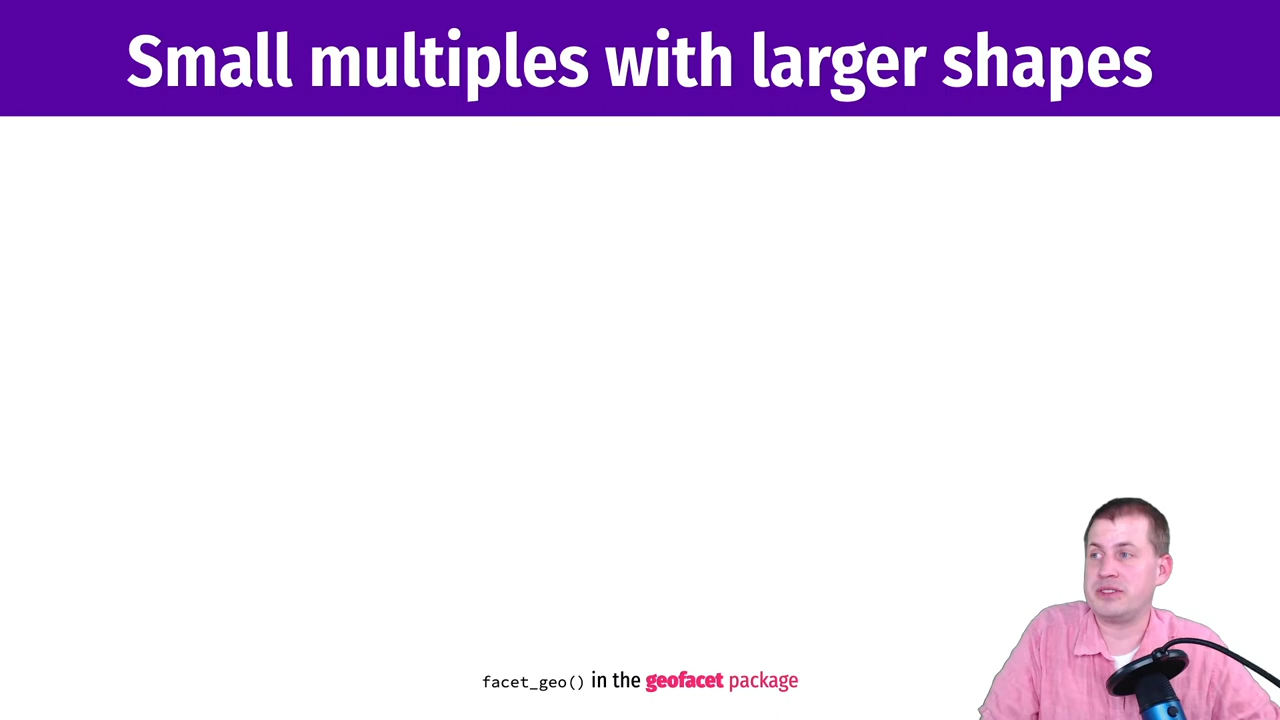 Small multiples with larger shapes
facet_geo() in the geofacet package